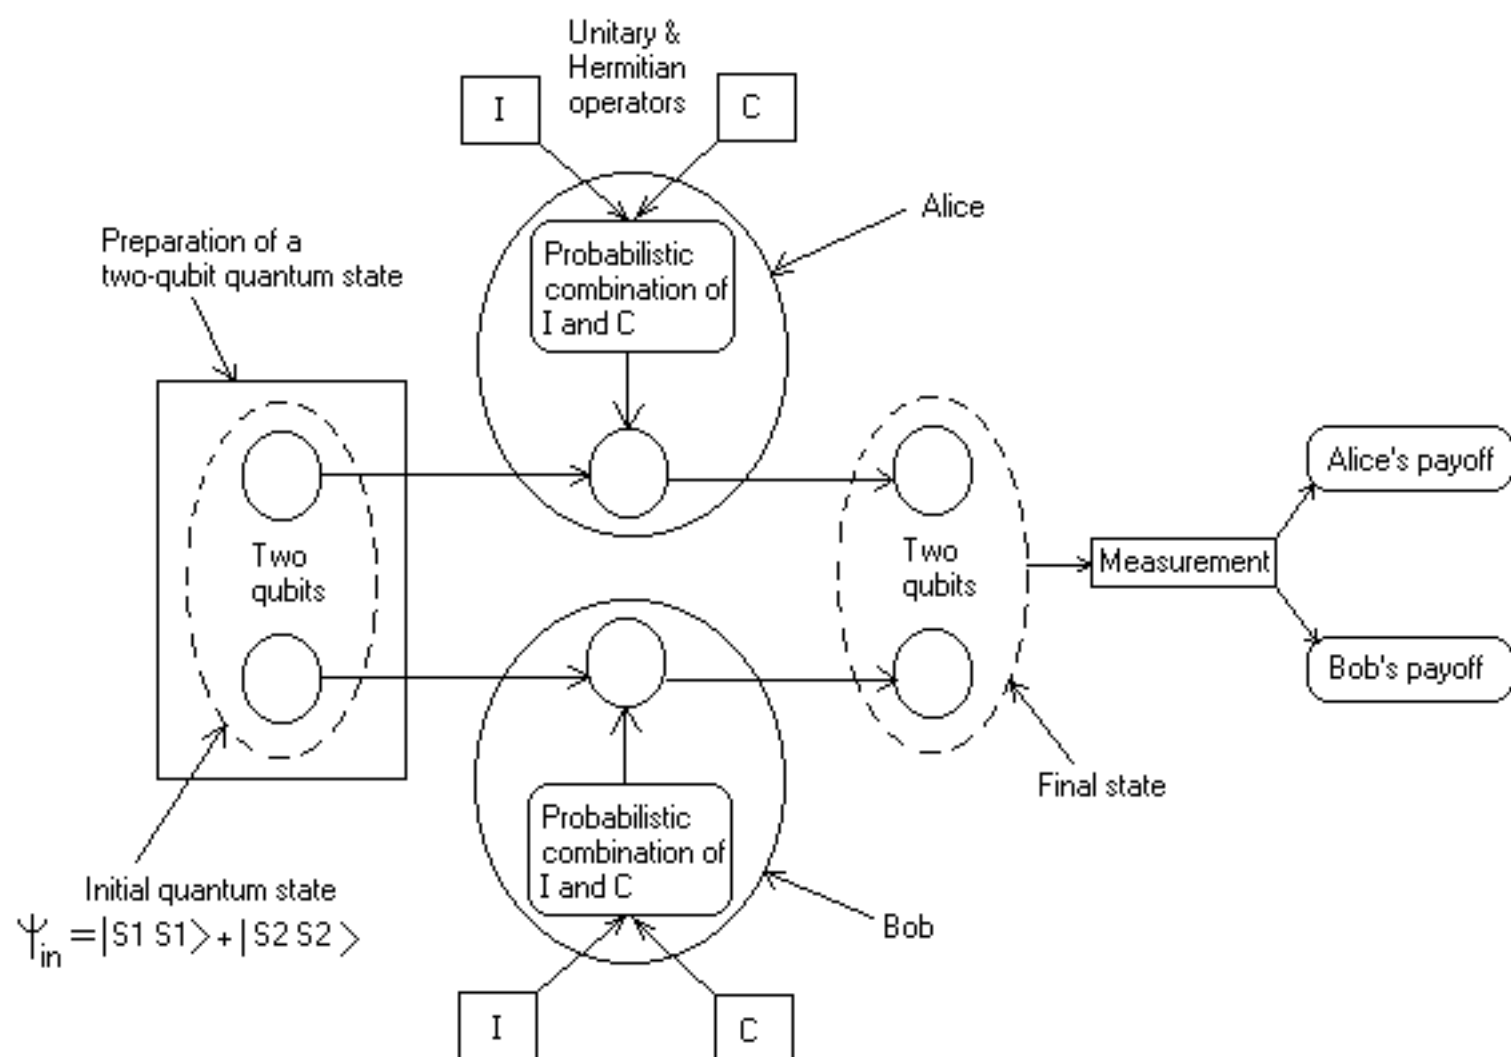 Unitary &
Hermitian
operators
I
C
Alice
Preparation of a
two-qubit quantum state
Probabilistic
combination of
I and C
Two
qubits
Two
qubits
Measurement
Alice's payoff
Bob's payoff
Final state
Probabilistic
combination of
I and C
Initial quantum state
Ψin = |S1 S1⟩ + |S2 S2⟩
Bob
I
C